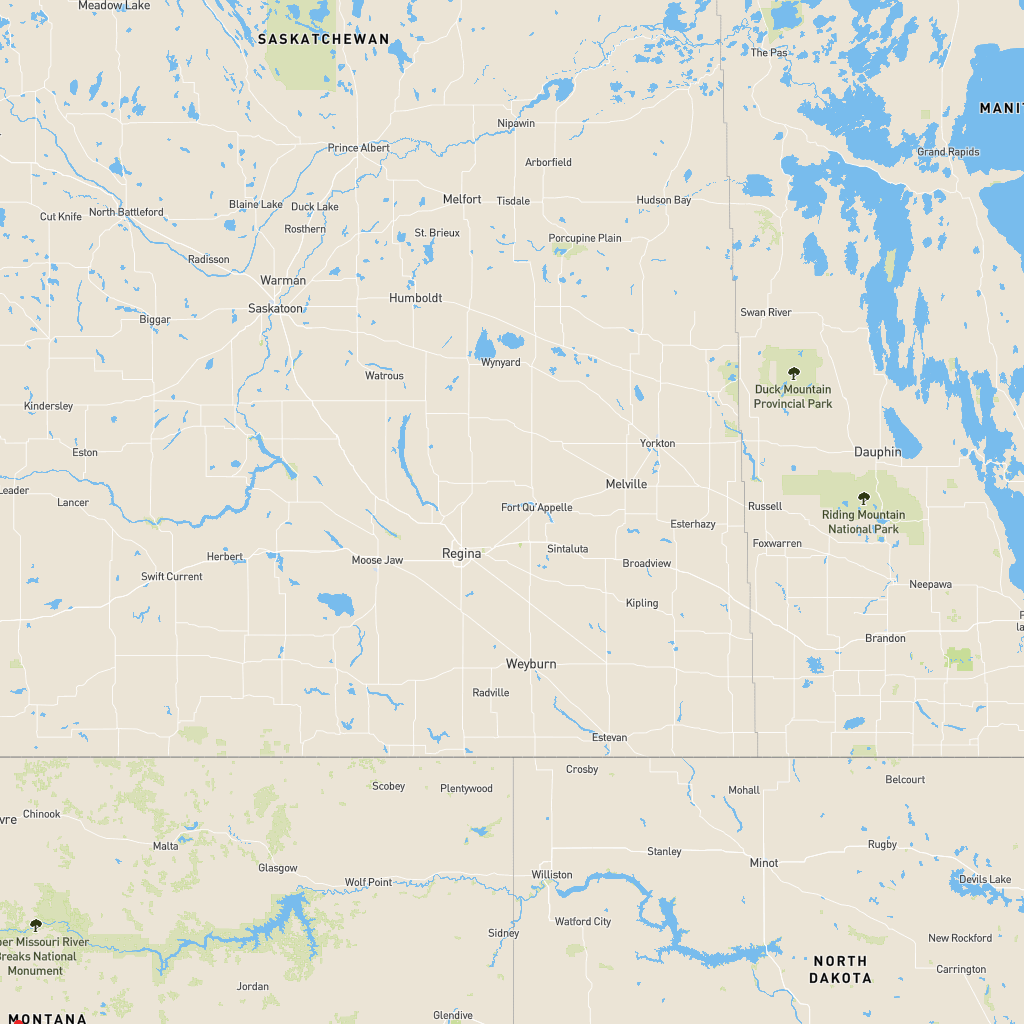 Meadow Lake
SASKATCHEWAN
The Pas
MANI
Nipawin
Prince Albert
Grand Rapids
Arborfield
Melfort
Tisdale
Hudson Bay
Blaine Lake
Duck Lake
Cut Knife
North Battleford
Rosthern
St. Brieux
Porcupine Plain
Radisson
Warman
Humboldt
Saskatoon
Biggar
Swan River
Wynyard
Watrous
Duck Mountain
Provincial Park
Kindersley
Yorkton
Eston
Dauphin
Melville
Leader
Lancer
Fort Qu'Appelle
Russell
Riding Mountain
National Park
Esterhazy
Foxwarren
Regina
Sintaluta
Herbert
Moose Jaw
Broadview
Swift Current
Neepawa
Kipling
Brandon
Weyburn
Radville
Estevan
Crosby
Belcourt
Scobey
Plentywood
Mohall
Chinook
vre
Malta
Rugby
Stanley
Minot
Glasgow
Williston
Wolf Point
Devils Lake
Watford City
Sidney
New Rockford
per Missouri River
Breaks National
Monument
NORTH
DAKOTA
Carrington
Jordan
Glendive
MONTANA